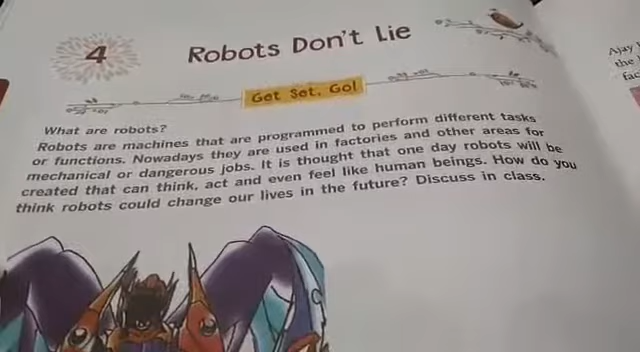 4
Robots Don't Lie
Get Set, Go!
What are robots?
Robots are machines that are programmed to perform different tasks
or functions. Nowadays they are used in factories and other areas for
mechanical or dangerous jobs. It is thought that one day robots will be
created that can think, act and even feel like human beings. How do you
think robots could change our lives in the future? Discuss in class.
Ajay
the
fac